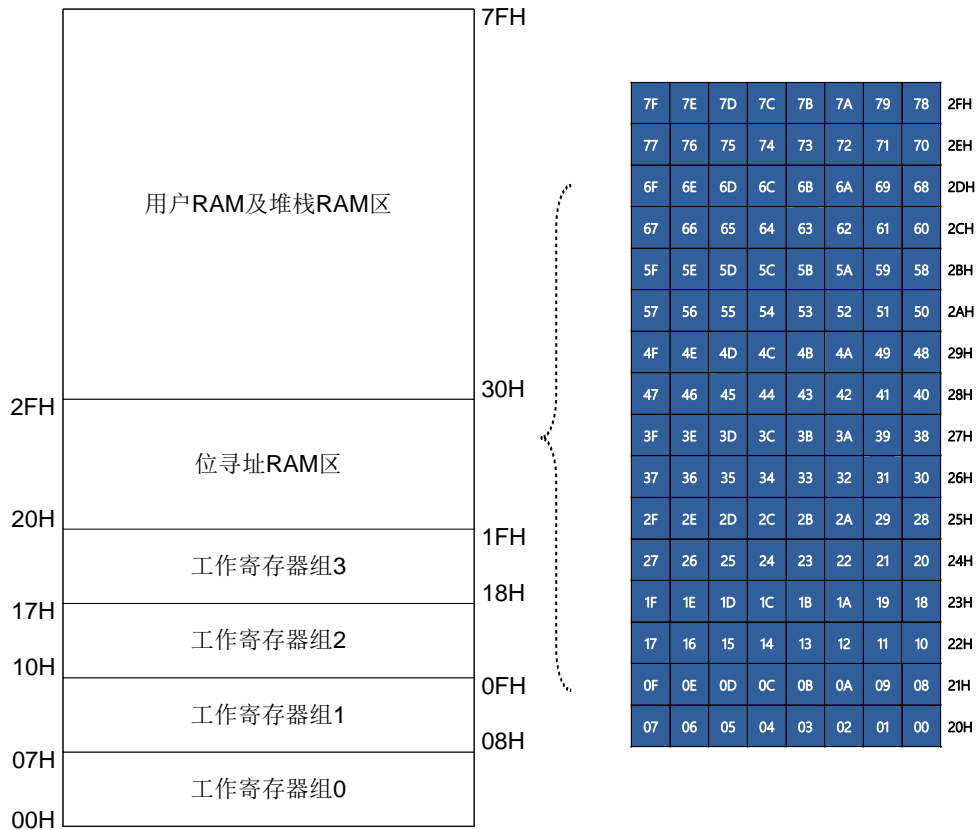 7FH
用户RAM及堆栈RAM区
30H
2FH
位寻址RAM区
20H
1FH
工作寄存器组3
18H
17H
工作寄存器组2
10H
0FH
工作寄存器组1
08H
07H
工作寄存器组0
00H
7F 7E 7D 7C 7B 7A 79 78 2FH
77 76 75 74 73 72 71 70 2EH
6F 6E 6D 6C 6B 6A 69 68 2DH
67 66 65 64 63 62 61 60 2CH
5F 5E 5D 5C 5B 5A 59 58 2BH
57 56 55 54 53 52 51 50 2AH
4F 4E 4D 4C 4B 4A 49 48 29H
47 46 45 44 43 42 41 40 28H
3F 3E 3D 3C 3B 3A 39 38 27H
37 36 35 34 33 32 31 30 26H
2F 2E 2D 2C 2B 2A 29 28 25H
27 26 25 24 23 22 21 20 24H
1F 1E 1D 1C 1B 1A 19 18 23H
17 16 15 14 13 12 11 10 22H
0F 0E 0D 0C 0B 0A 09 08 21H
07 06 05 04 03 02 01 00 20H